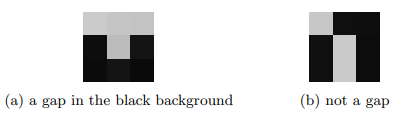 (a) a gap in the black background
(b) not a gap